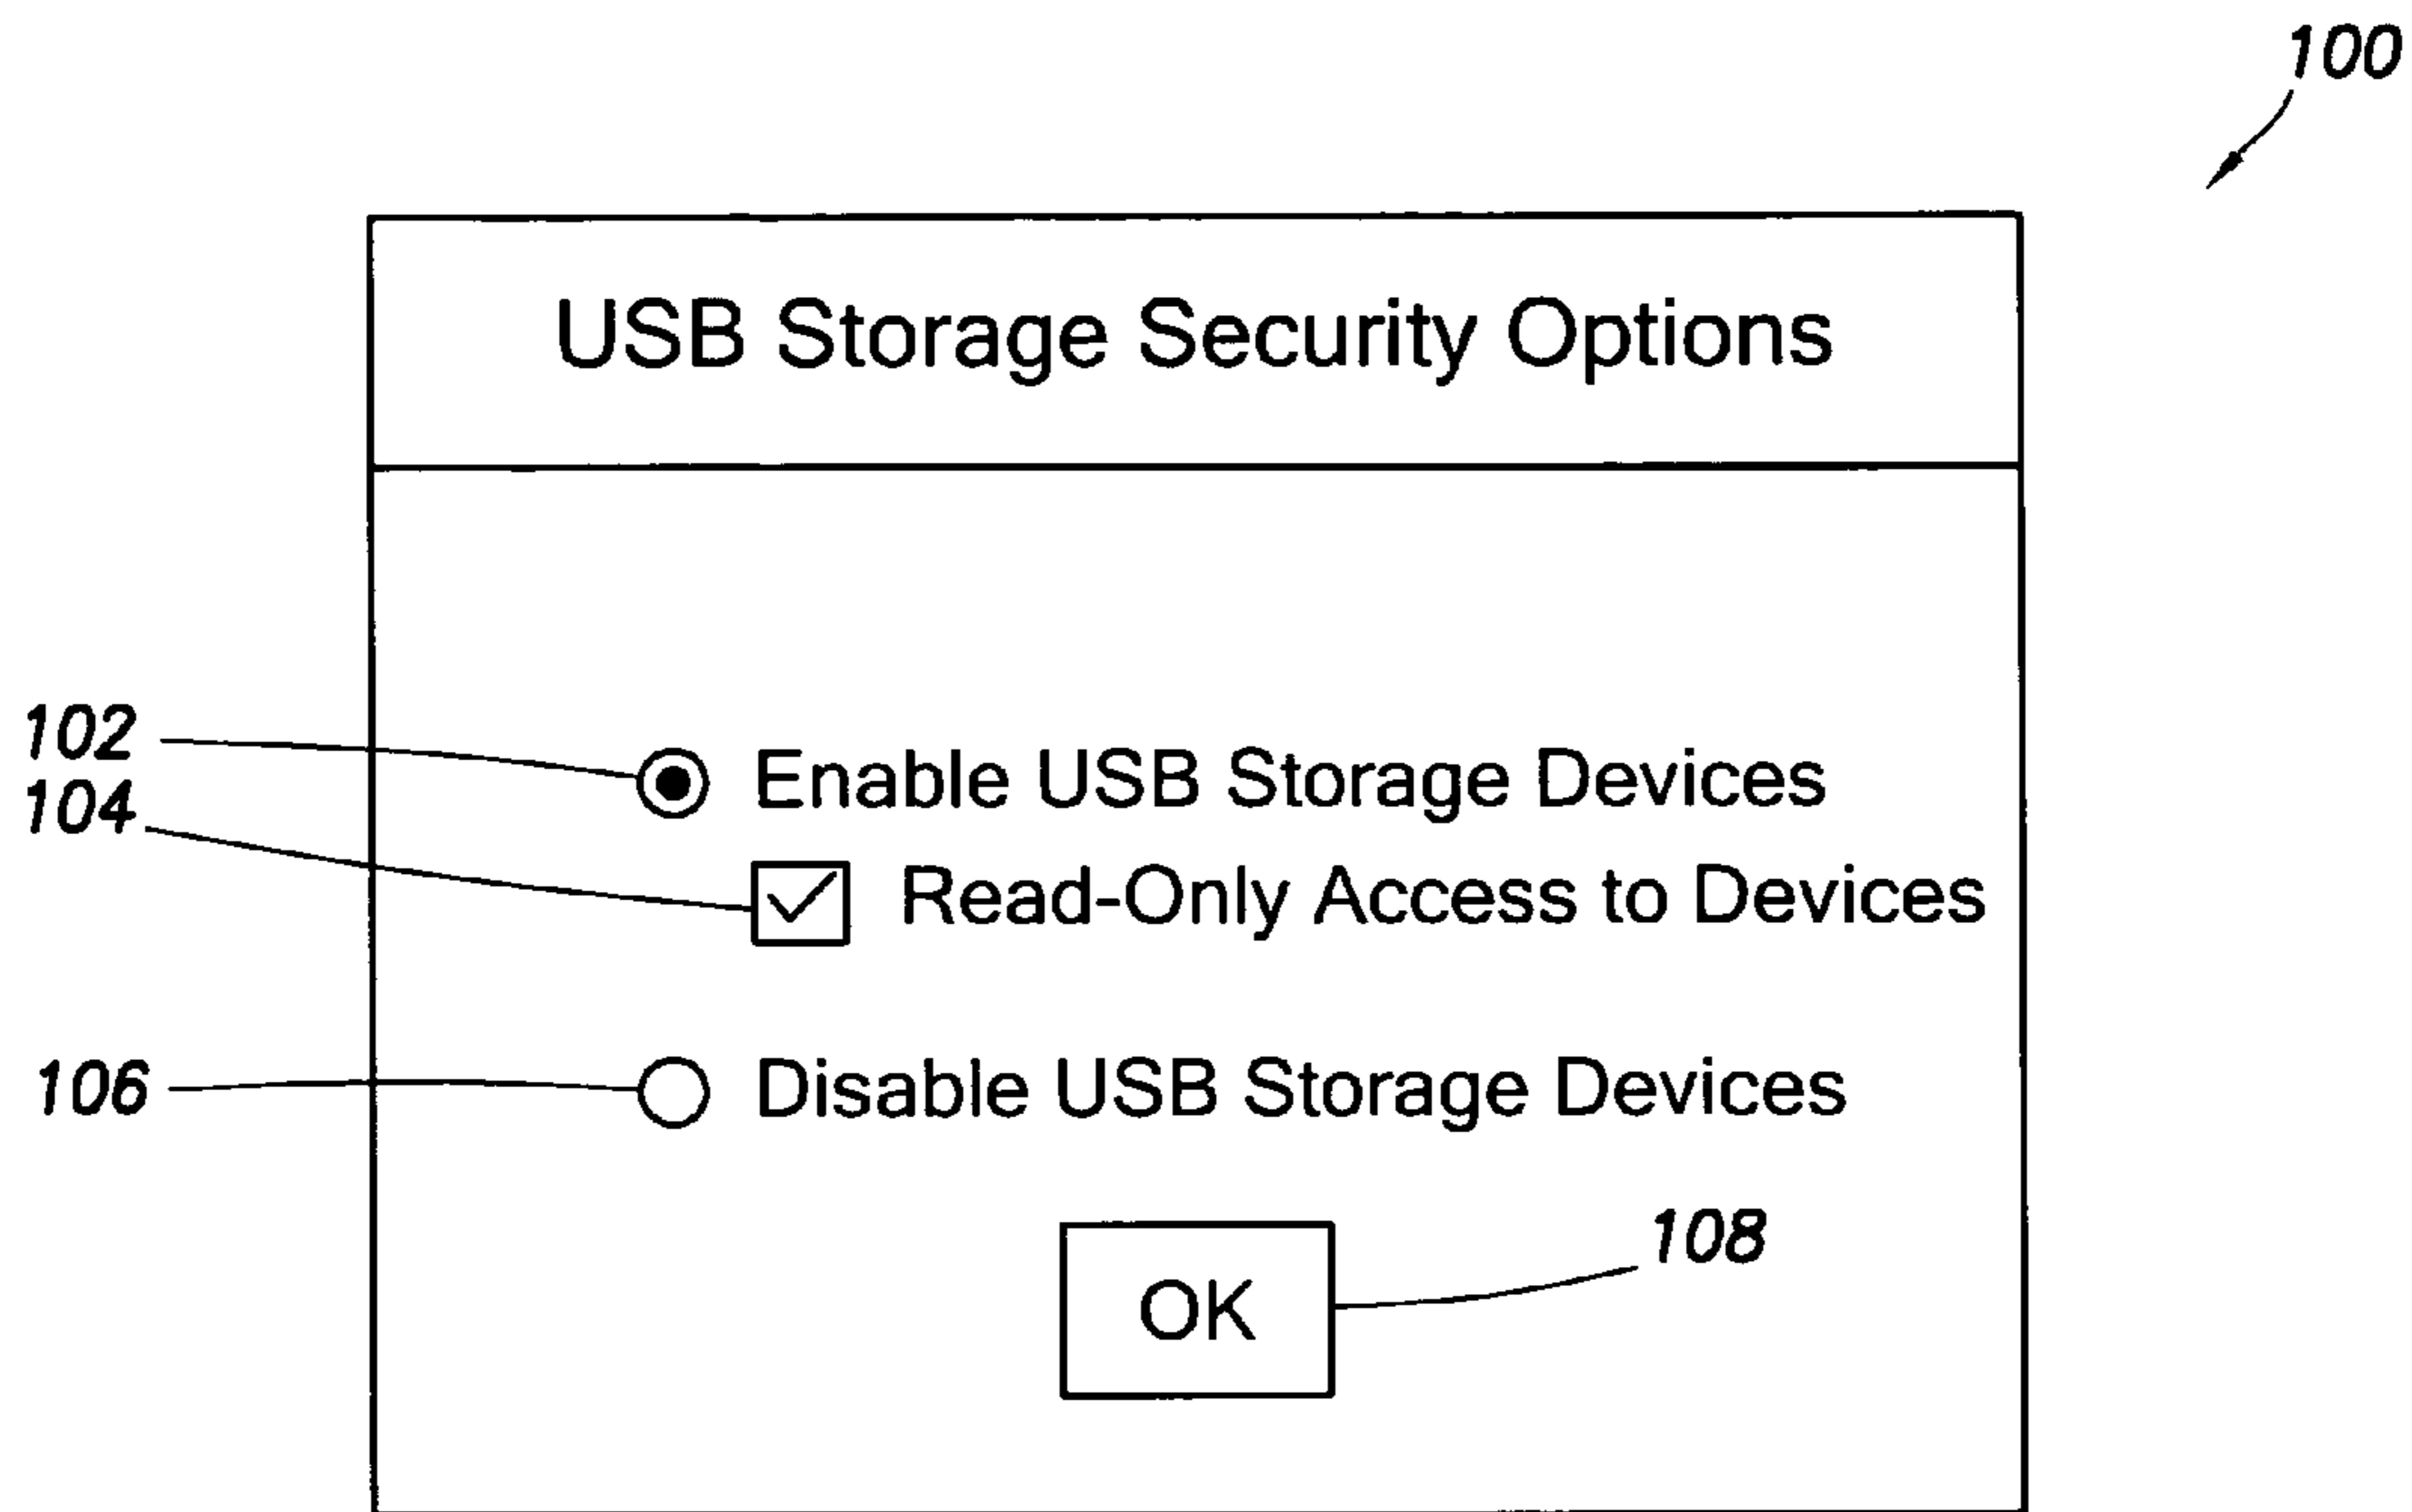 100
USB Storage Security Options
102
Enable USB Storage Devices
104
Read-Only Access to Devices
106
Disable USB Storage Devices
108
OK